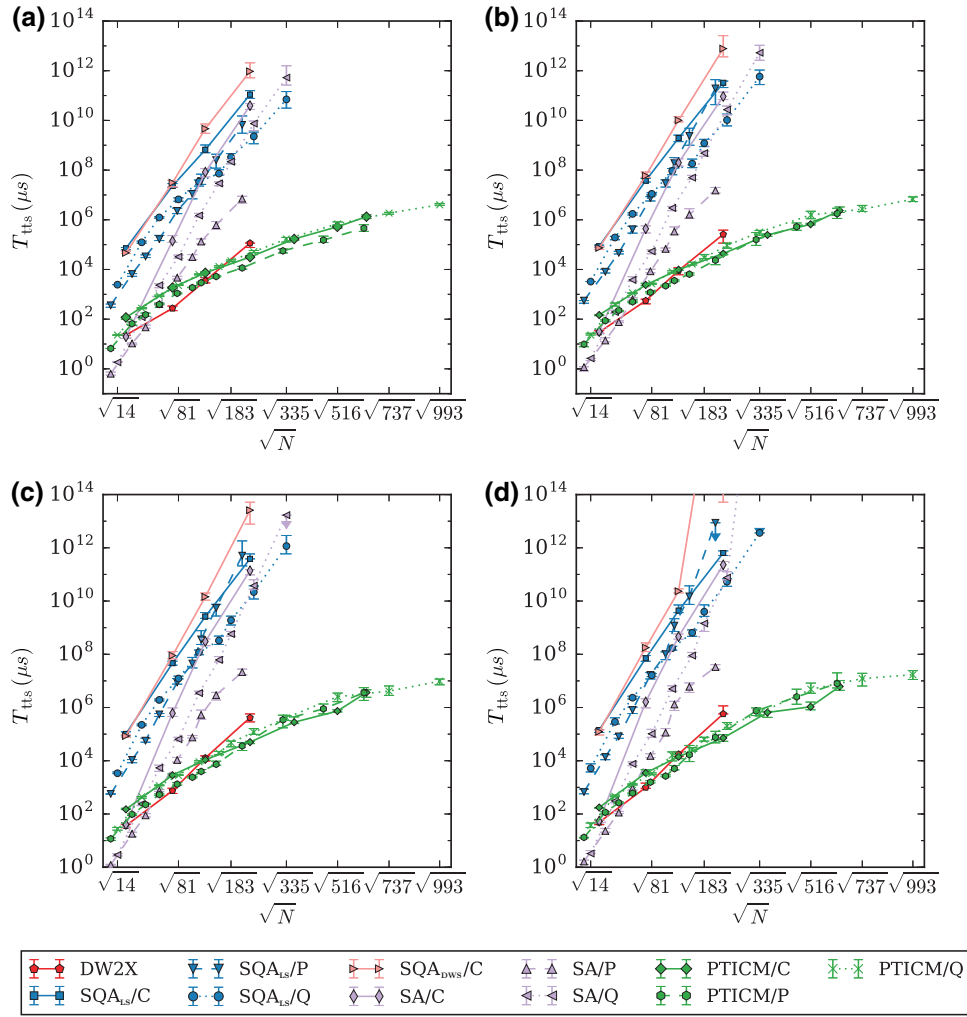 (a)
(b)
10^14
10^12
10^10
10^8
10^6
10^4
10^2
10^0
T_tts (μs)
√14 √81 √183 √335 √516 √737 √993
√N
10^14
10^12
10^10
10^8
10^6
10^4
10^2
10^0
T_tts (μs)
√14 √81 √183 √335 √516 √737 √993
√N
(c)
(d)
10^14
10^12
10^10
10^8
10^6
10^4
10^2
10^0
T_tts (μs)
√14 √81 √183 √335 √516 √737 √993
√N
10^14
10^12
10^10
10^8
10^6
10^4
10^2
10^0
T_tts (μs)
√14 √81 √183 √335 √516 √737 √993
√N
DW2X SQA_LS/P SQA_DWS/C SA/P PTICM/C PTICM/Q
SQA_LS/C SQA_LS/Q SA/C SA/Q PTICM/P